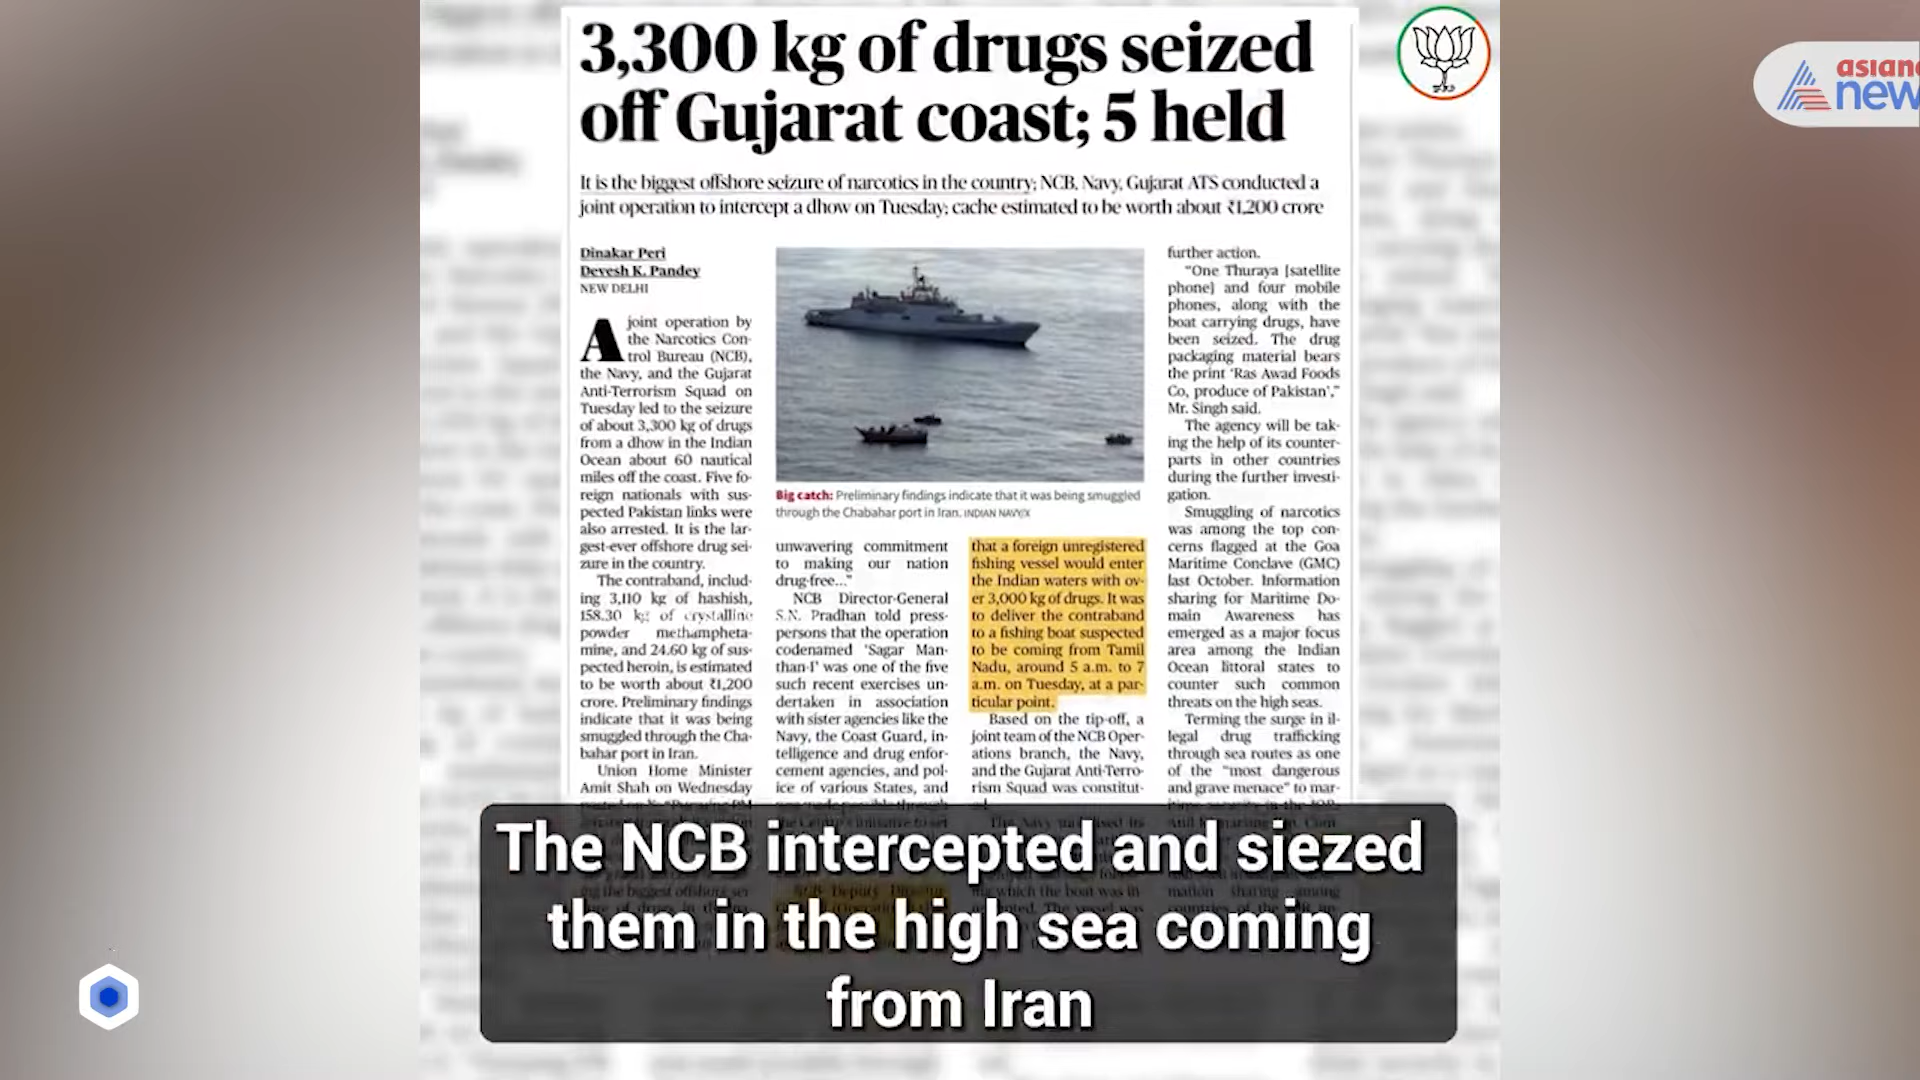 3,300 kg of drugs seized
off Gujarat coast; 5 held
It is the biggest offshore seizure of narcotics in the country; NCB, Navy, Gujarat ATS conducted a
joint operation to intercept a dhow on Tuesday; cache estimated to be worth about ₹1,200 crore
Dinakar Peri
Devesh K. Pandey
NEW DELHI
A joint operation by
the Narcotics Con-
trol Bureau (NCB),
the Navy, and the Gujarat
Anti-Terrorism Squad on
Tuesday led to the seizure
of about 3,300 kg of drugs
from a dhow in the Indian
Ocean about 60 nautical
miles off the coast. Five fo-
reign nationals with sus-
pected Pakistan links were
also arrested. It is the lar-
gest-ever offshore drug sei-
zure in the country.
The contraband, includ-
ing 3,110 kg of hashish,
158.30 kg of crystalline
powder methampheta-
mine, and 24.60 kg of sus-
pected heroin, is estimated
to be worth about ₹1,200
crore. Preliminary findings
indicate that it was being
smuggled through the Cha-
bahar port in Iran.
Union Home Minister
Amit Shah on Wednesday
Big catch: Preliminary findings indicate that it was being smuggled
through the Chabahar port in Iran. INDIAN NAVY/X
unwavering commitment
to making our nation
drug-free..."
NCB Director-General
S.N. Pradhan told press-
persons that the operation
codenamed 'Sagar Man-
than-1' was one of the five
such recent exercises un-
dertaken in association
with sister agencies like the
Navy, the Coast Guard, in-
telligence and drug enfor-
cement agencies, and pol-
ice of various States, and
that a foreign unregistered
fishing vessel would enter
the Indian waters with ov-
er 3,000 kg of drugs. It was
to deliver the contraband
to a fishing boat suspected
to be coming from Tamil
Nadu, around 5 a.m. to 7
a.m. on Tuesday, at a par-
ticular point.
Based on the tip-off, a
joint team of the NCB Oper-
ations branch, the Navy,
and the Gujarat Anti-Terro-
rism Squad was constitut-
further action.
"One Thuraya [satellite
phone] and four mobile
phones, along with the
boat carrying drugs, have
been seized. The drug
packaging material bears
the print 'Ras Awad Foods
Co, produce of Pakistan',"
Mr. Singh said.
The agency will be tak-
ing the help of its counter-
parts in other countries
during the further investi-
gation.
Smuggling of narcotics
was among the top con-
cerns flagged at the Goa
Maritime Conclave (GMC)
last October. Information
sharing for Maritime Do-
main Awareness has
emerged as a major focus
area among the Indian
Ocean littoral states to
counter such common
threats on the high seas.
Terming the surge in il-
legal drug trafficking
through sea routes as one
of the "most dangerous
and grave menace" to mar-
The NCB intercepted and siezed
them in the high sea coming
from Iran
asian
new